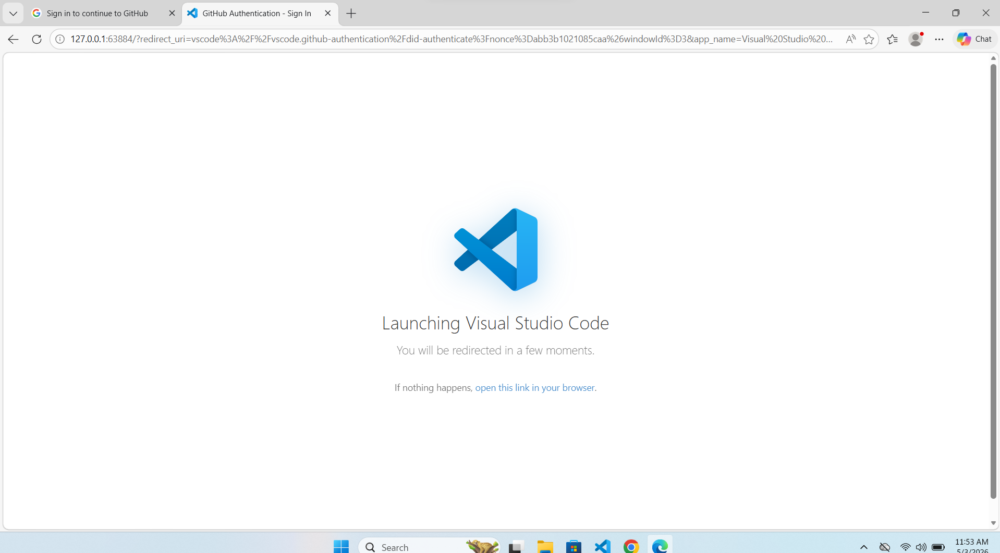 Sign in to continue to GitHub
GitHub Authentication - Sign In
127.0.0.1:63884/?redirect_uri=vscode%3A%2F%2Fvscode.github-authentication%2Fdid-authenticate%3Fnonce%3Dabb3b1021085caa%26windowId%3D3&app_name=Visual%20Studio%20...
Chat
Launching Visual Studio Code
You will be redirected in a few moments.
If nothing happens, open this link in your browser.
Search
11:53 AM
5/3/2026